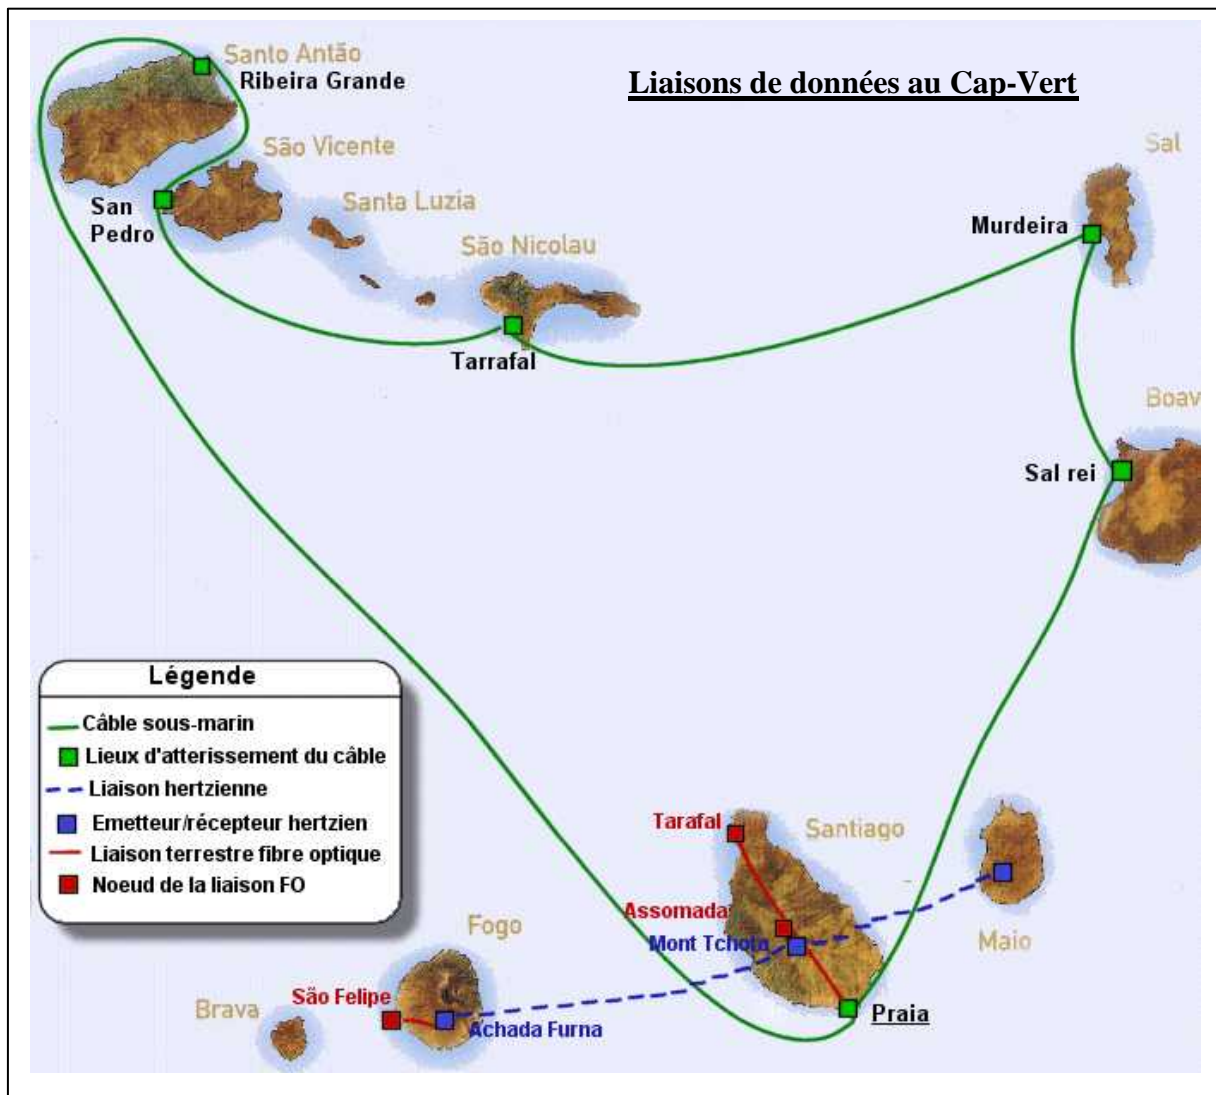 Liaisons de données au Cap-Vert
Santo Antão
Ribeira Grande
São Vicente
San
Pedro
Santa Luzia
São Nicolau
Tarrafal
Sal
Murdeira
Boav
Sal rei
Légende
Câble sous-marin
Lieux d'atterissement du câble
Liaison hertzienne
Emetteur/récepteur hertzien
Liaison terrestre fibre optique
Noeud de la liaison FO
Tarafal
Santiago
Assomada
Mont Tchota
Maio
Fogo
São Felipe
Brava
Achada Furna
Praia